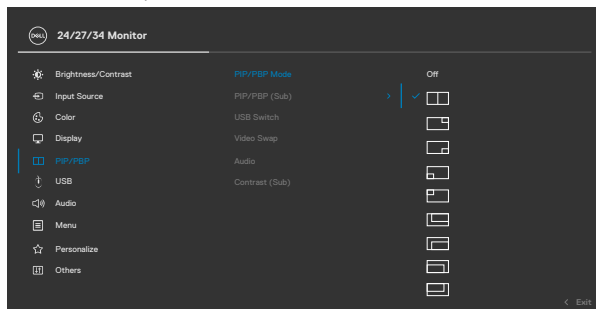 DELL 24/27/34 Monitor
Brightness/Contrast PIP/PBP Mode Off
Input Source PIP/PBP (Sub)
Color USB Switch
Display Video Swap
PIP/PBP Audio
USB Contrast (Sub)
Audio
Menu
Personalize
Others
Exit